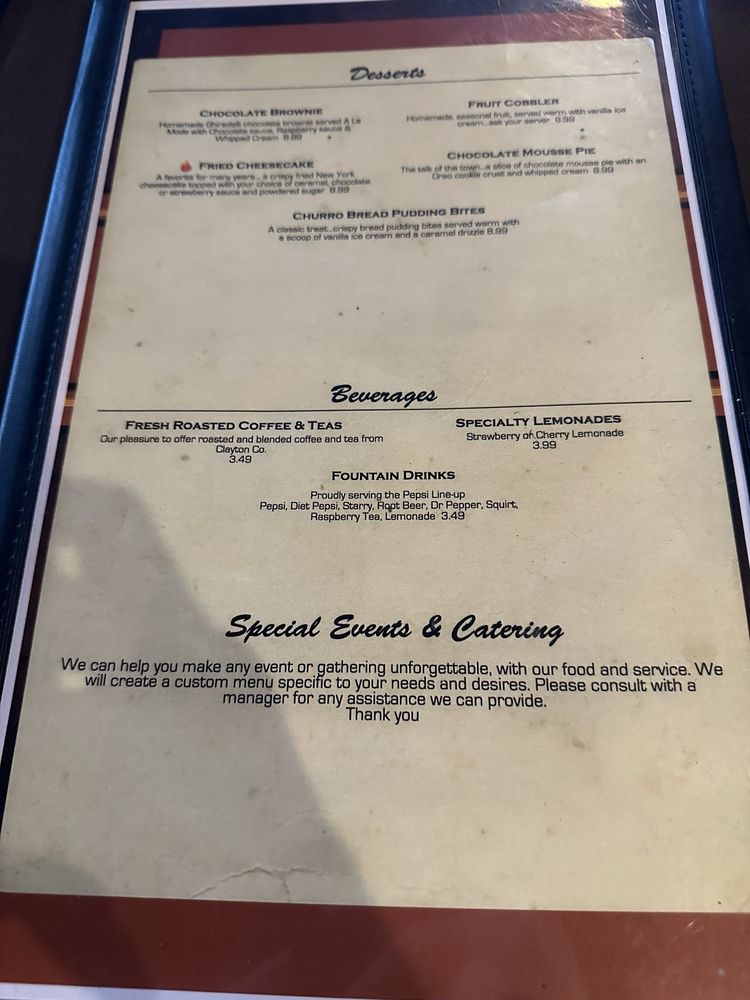 Desserts
CHOCOLATE BROWNIE
Homemade Ghiradelli chocolate brownie served A La
Mode with Chocolate sauce, Raspberry sauce &
Whipped Cream 8.99
FRUIT COBBLER
Homemade, seasonal fruit, served warm with vanilla ice
cream...ask your server 8.99
FRIED CHEESECAKE
A favorite for many years... a crispy fried New York
cheesecake topped with your choice of caramel, chocolate
or strawberry sauce and powdered sugar 8.99
CHOCOLATE MOUSSE PIE
The talk of the town...a slice of chocolate mousse pie with an
Oreo cookie crust and whipped cream 8.99
CHURRO BREAD PUDDING BITES
A classic treat...crispy bread pudding bites served warm with
a scoop of vanilla ice cream and a caramel drizzle 8.99
Beverages
FRESH ROASTED COFFEE & TEAS
Our pleasure to offer roasted and blended coffee and tea from
Clayton Co.
3.49
SPECIALTY LEMONADES
Strawberry or Cherry Lemonade
3.99
FOUNTAIN DRINKS
Proudly serving the Pepsi Line-up
Pepsi, Diet Pepsi, Starry, Root Beer, Dr Pepper, Squirt,
Raspberry Tea, Lemonade 3.49
Special Events & Catering
We can help you make any event or gathering unforgettable, with our food and service. We
will create a custom menu specific to your needs and desires. Please consult with a
manager for any assistance we can provide.
Thank you